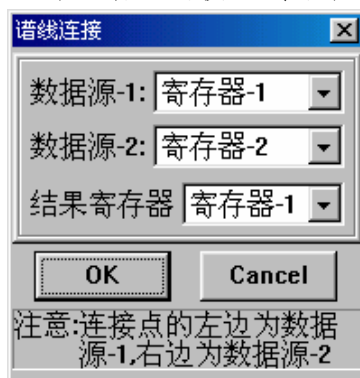 谱线连接
数据源-1: 寄存器-1
数据源-2: 寄存器-2
结果寄存器 寄存器-1
OK Cancel
注意:连接点的左边为数据
源-1,右边为数据源-2